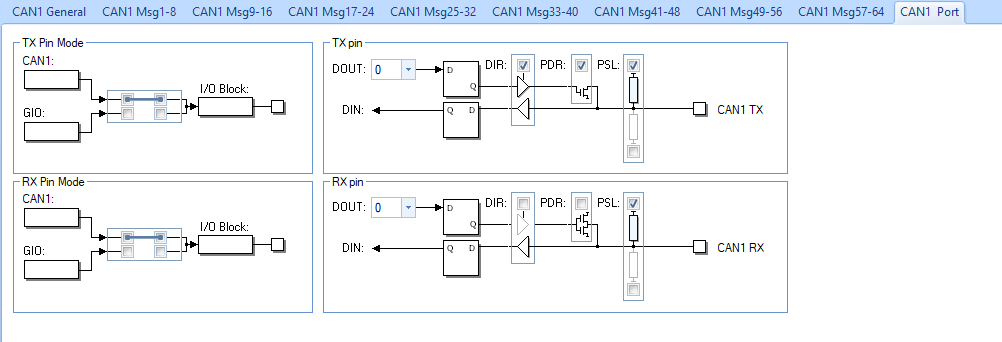 CAN1 General CAN1 Msg1-8 CAN1 Msg9-16 CAN1 Msg17-24 CAN1 Msg25-32 CAN1 Msg33-40 CAN1 Msg41-48 CAN1 Msg49-56 CAN1 Msg57-64 CAN1 Port
TX Pin Mode
CAN1:
I/O Block:
GIO:
TX pin
DOUT: 0 D Q DIR: PDR: PSL:
DIN: Q D CAN1 TX
RX Pin Mode
CAN1:
I/O Block:
GIO:
RX pin
DOUT: 0 D Q DIR: PDR: PSL:
DIN: Q D CAN1 RX